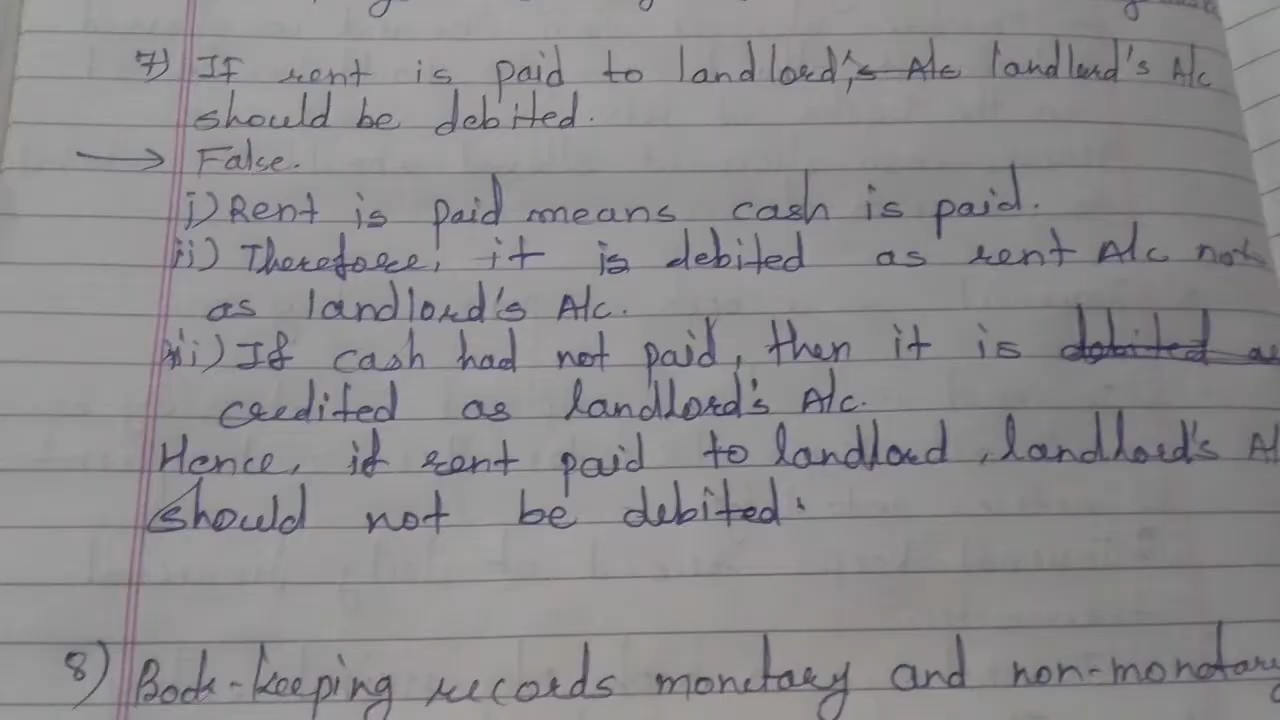 7) If rent is paid to landlord's A/c landlord's A/c
should be debited.
→ False.
i) Rent is paid means cash is paid.
ii) Therefore, it is debited as rent A/c not
as landlord's A/c.
iii) If cash had not paid, then it is debited as
credited as landlord's A/c.
Hence, if rent paid to landlord, landlord's A/
should not be debited.
8) Book-keeping records monetary and non-monetary